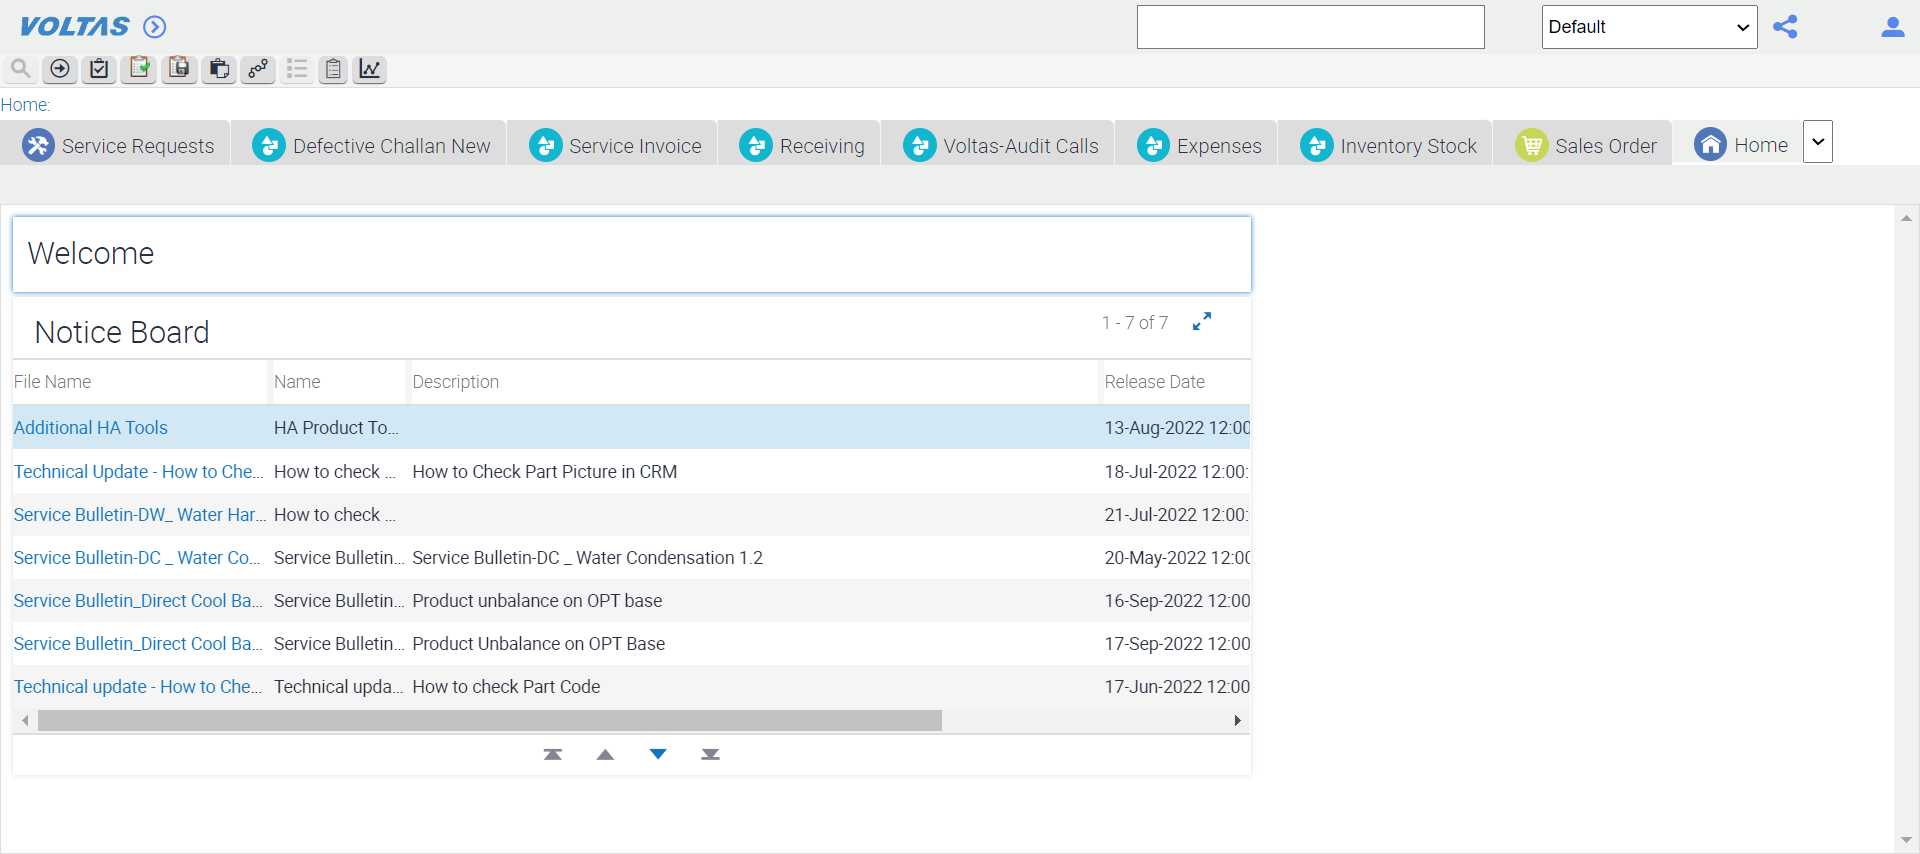 VOLTAS
Default
Home:
Service Requests Defective Challan New Service Invoice Receiving Voltas-Audit Calls Expenses Inventory Stock Sales Order Home
Welcome
Notice Board 1 - 7 of 7
File Name Name Description Release Date
Additional HA Tools HA Product To... 13-Aug-2022 12:00
Technical Update - How to Che... How to check ... How to Check Part Picture in CRM 18-Jul-2022 12:00:
Service Bulletin-DW_ Water Har... How to check ... 21-Jul-2022 12:00:
Service Bulletin-DC _ Water Co... Service Bulletin... Service Bulletin-DC _ Water Condensation 1.2 20-May-2022 12:00
Service Bulletin_Direct Cool Ba... Service Bulletin... Product unbalance on OPT base 16-Sep-2022 12:00
Service Bulletin_Direct Cool Ba... Service Bulletin... Product Unbalance on OPT Base 17-Sep-2022 12:00
Technical update - How to Che... Technical upda... How to check Part Code 17-Jun-2022 12:00